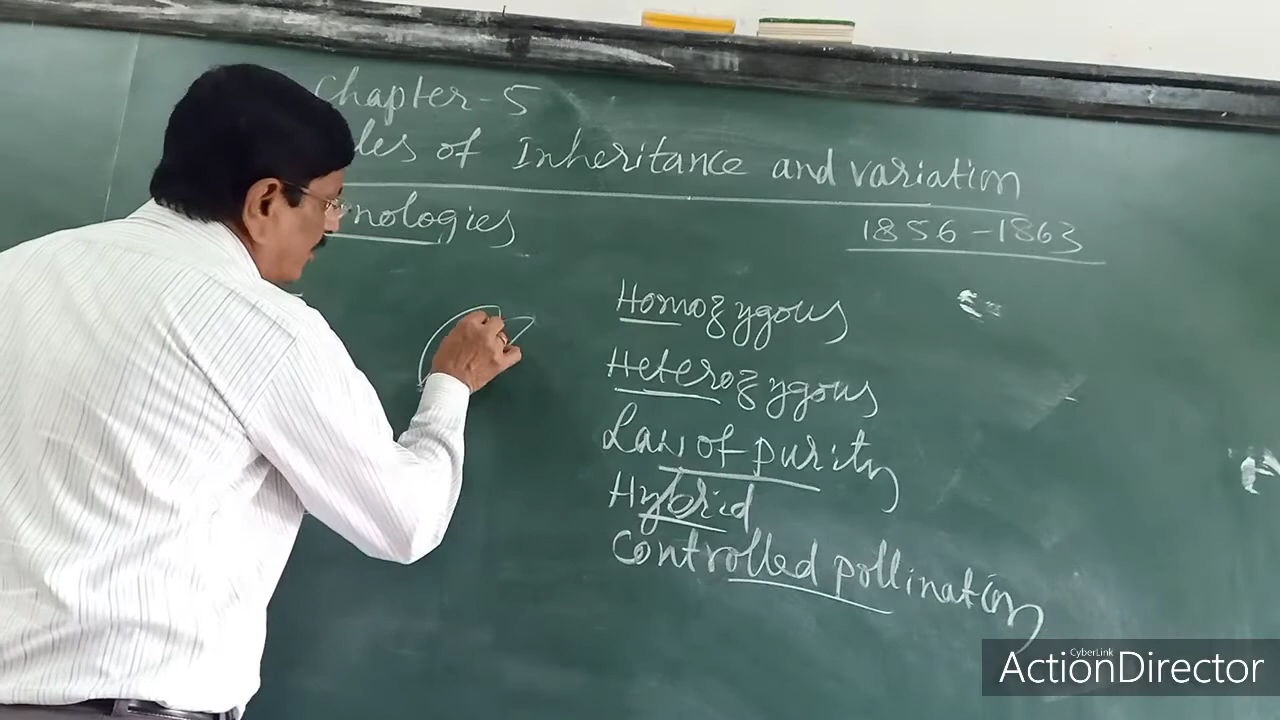 Chapter-5
of Inheritance and variation
1856-1863
Homozygous
Heterozygous
Law of purity
Hybrid
Controlled pollination
CyberLink
ActionDirector